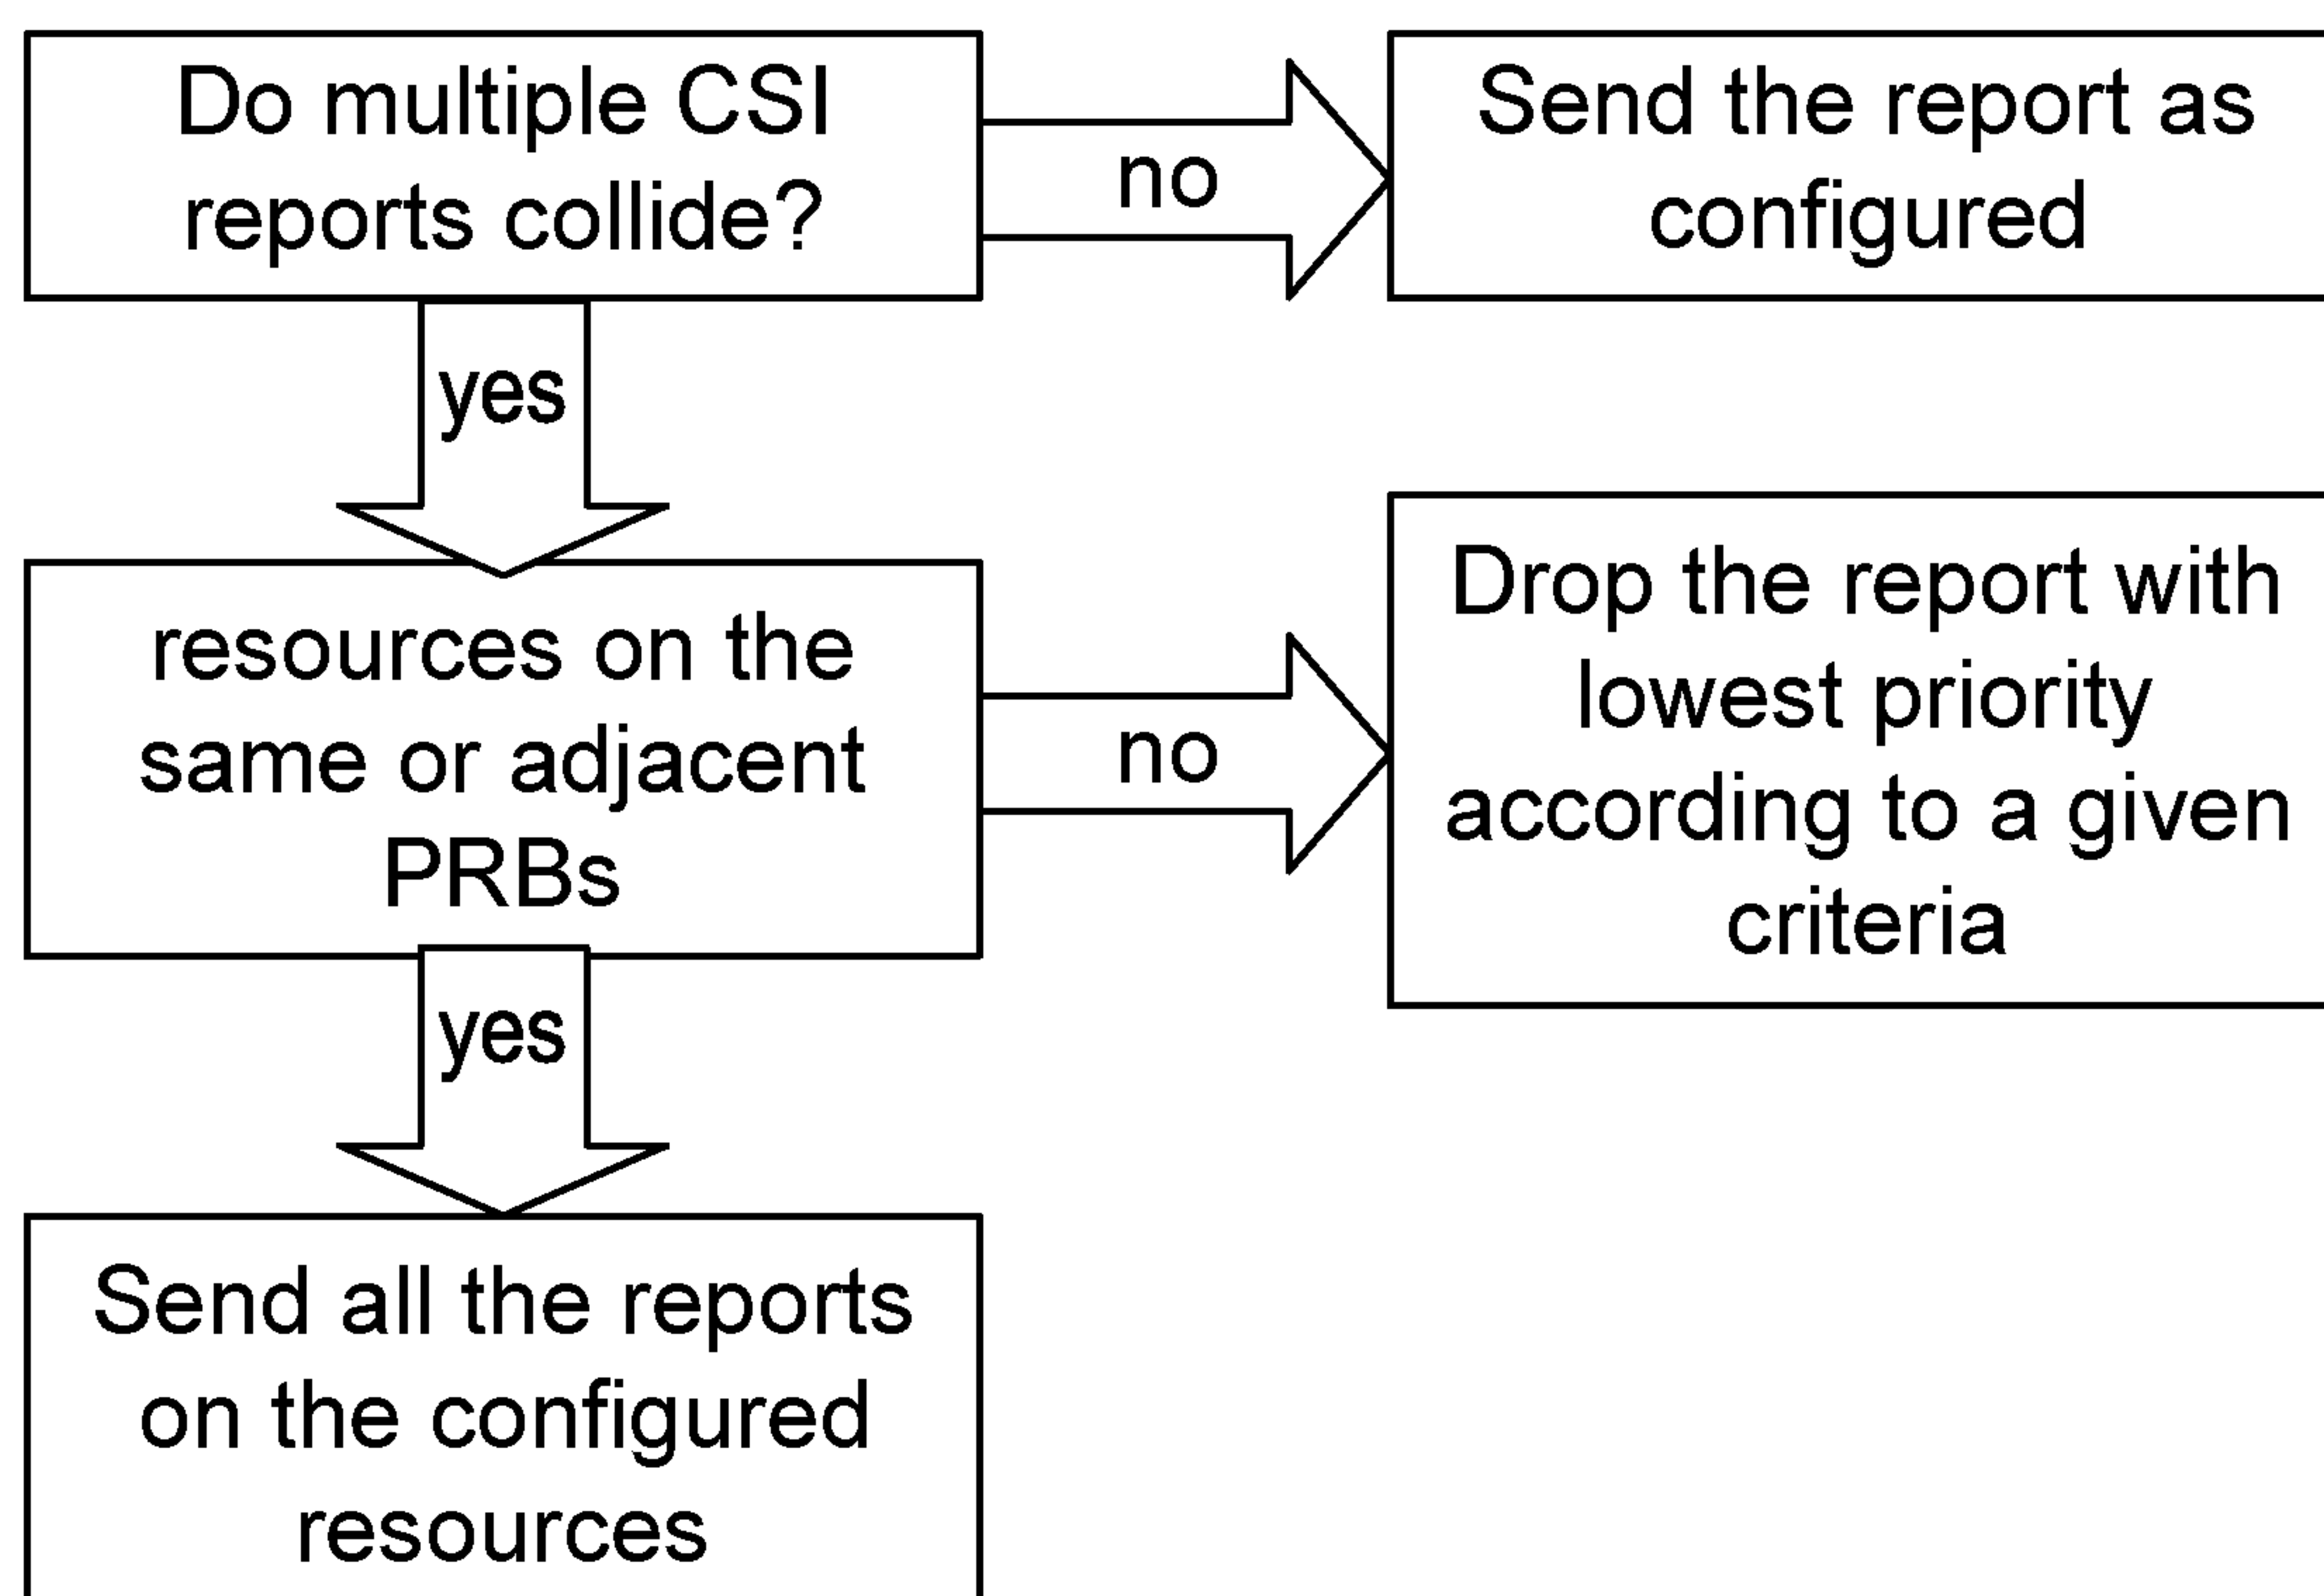 Do multiple CSI
reports collide?
no
Send the report as
configured
yes
resources on the
same or adjacent
PRBs
no
Drop the report with
lowest priority
according to a given
criteria
yes
Send all the reports
on the configured
resources